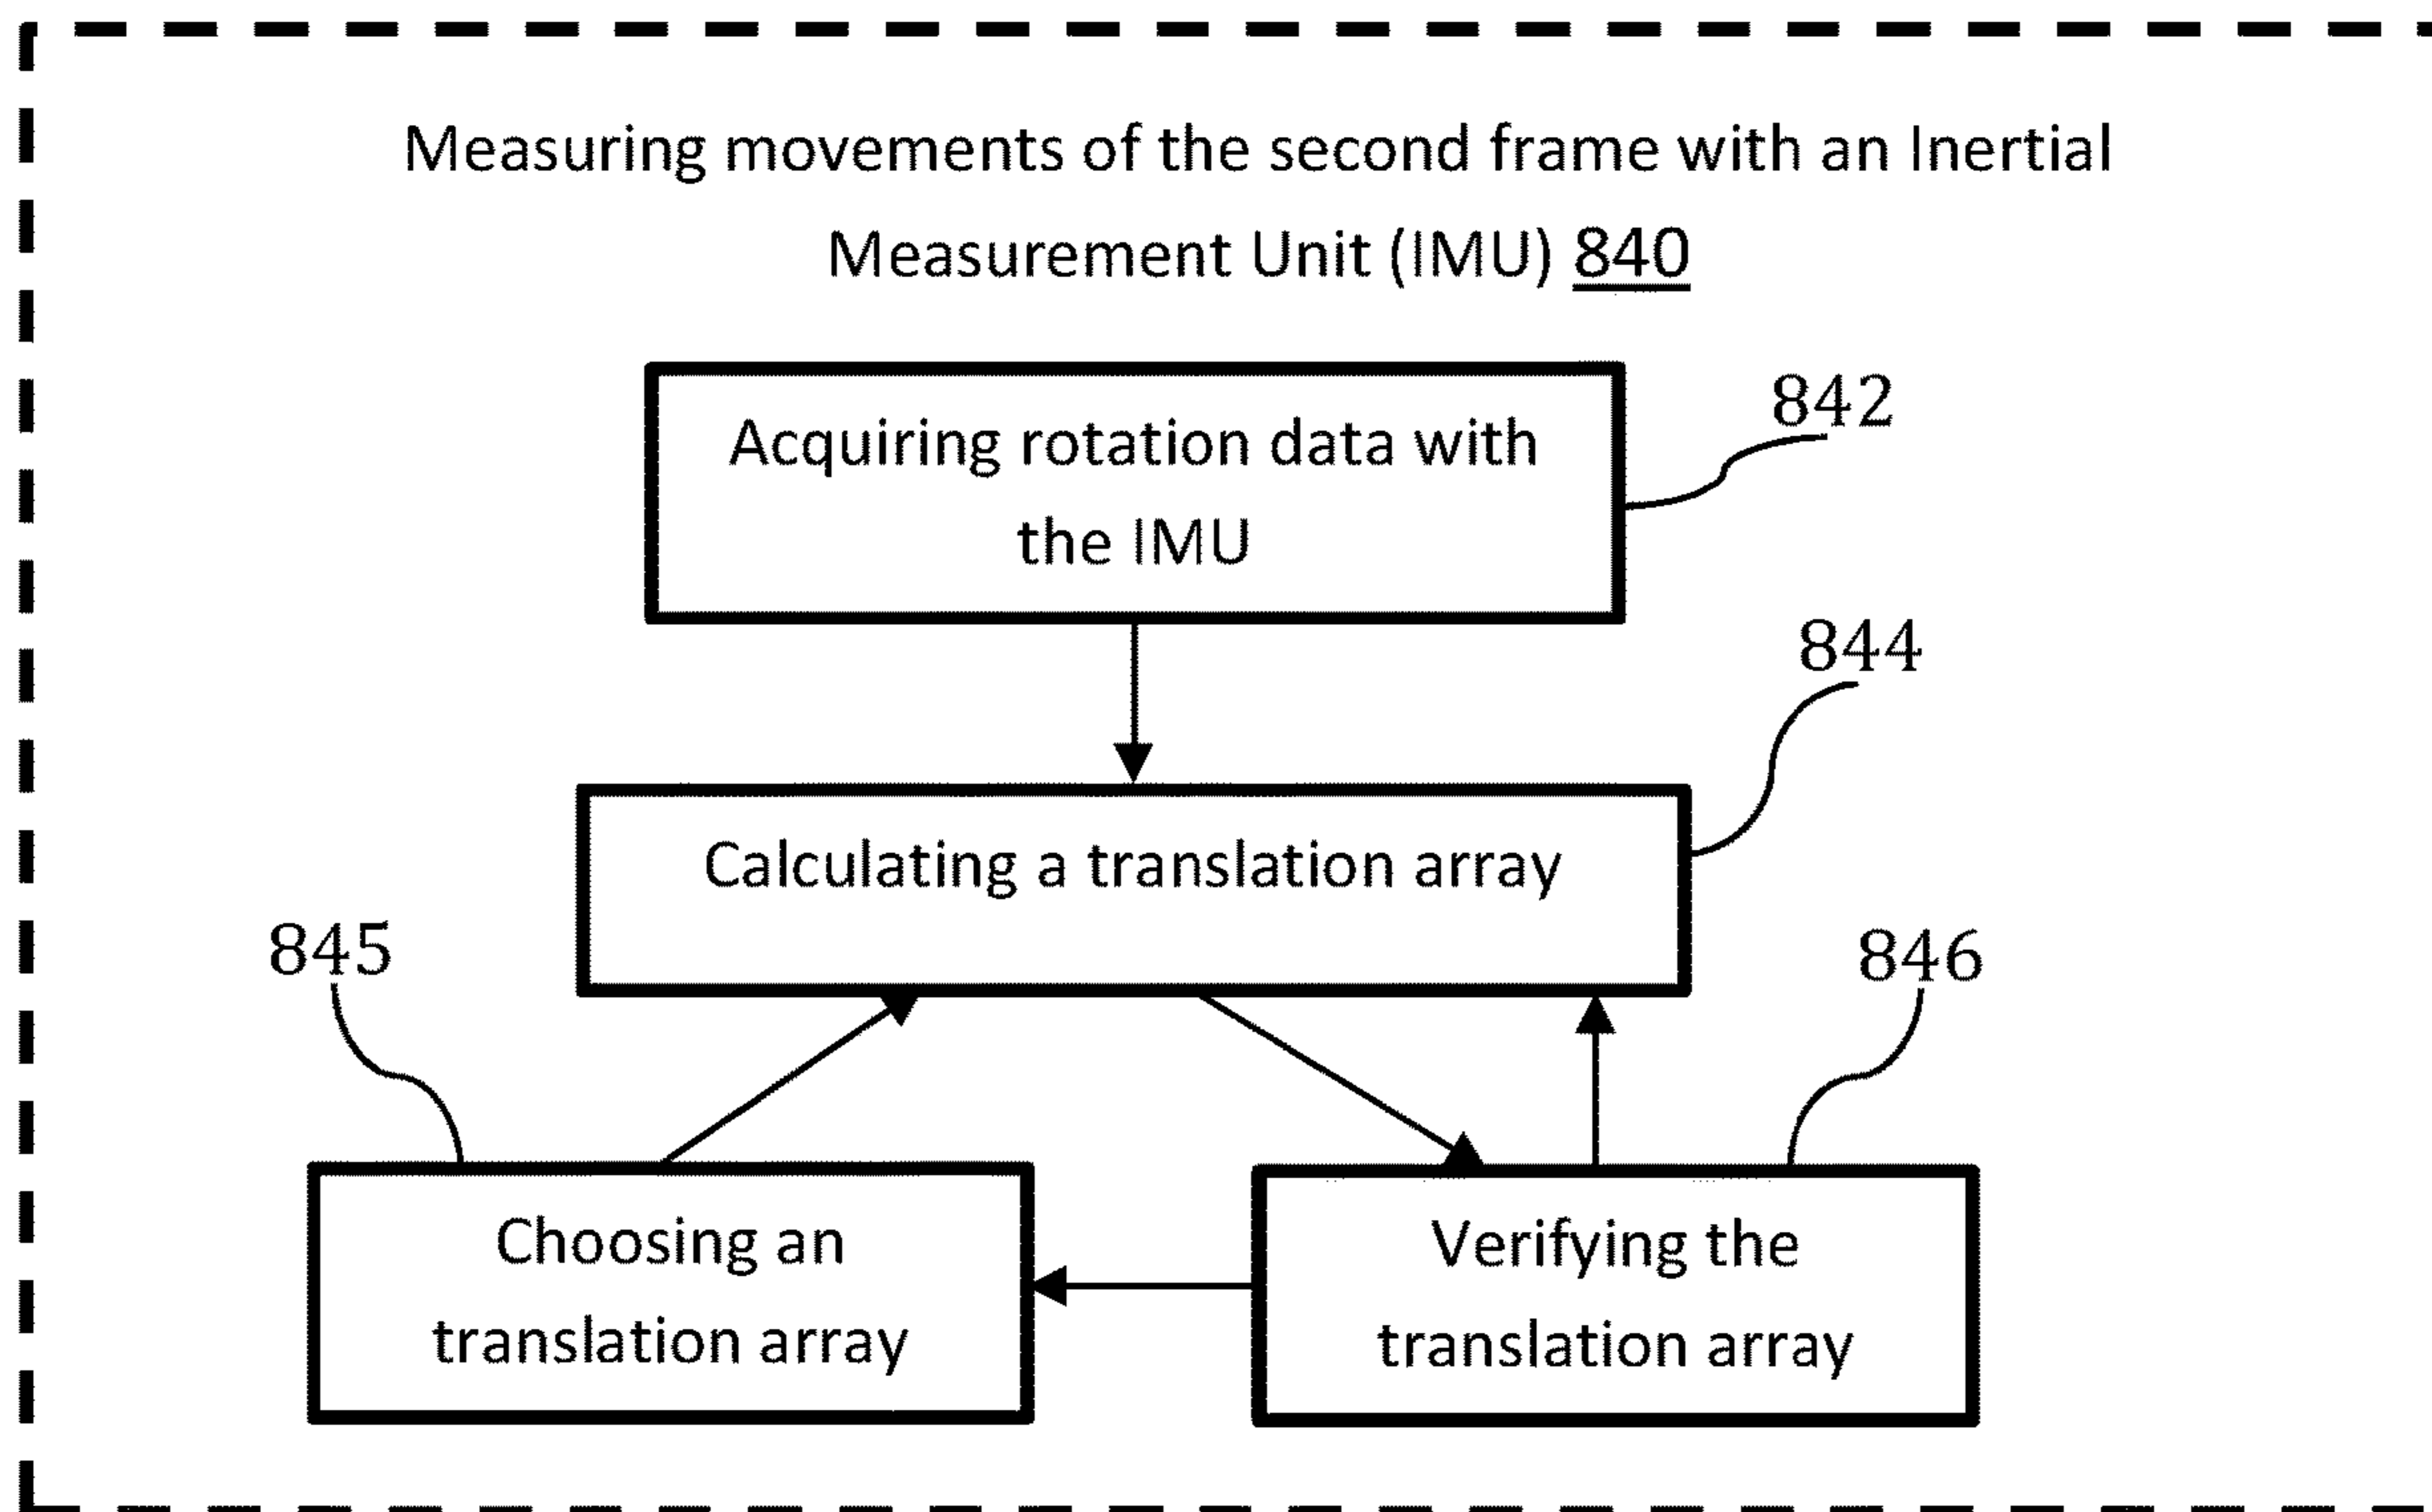 Measuring movements of the second frame with an Inertial
Measurement Unit (IMU) 840
Acquiring rotation data with
the IMU
842
844
Calculating a translation array
845
846
Choosing an
translation array
Verifying the
translation array